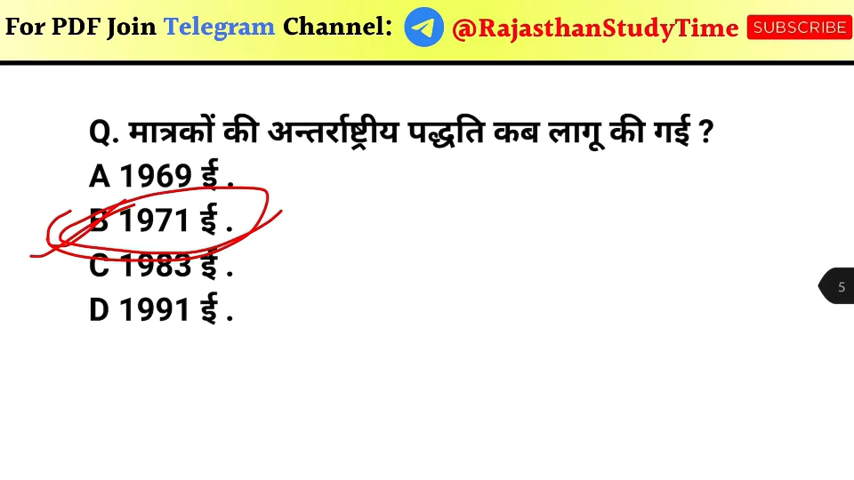 For PDF Join Telegram Channel: @RajasthanStudyTime SUBSCRIBE
Q. मात्रकों की अन्तर्राष्ट्रीय पद्धति कब लागू की गई ?
A 1969 ई .
B 1971 ई .
C 1983 ई .
5
D 1991 ई .